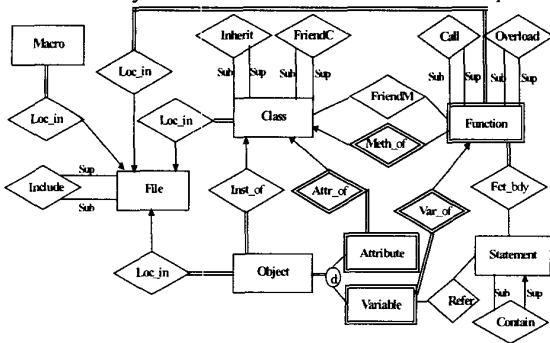 Macro
Inherit
FriendC
Call
Overload
Loc_in
Sub
Sup
Sub
Sup
Sub
Sup
Sub
Sup
Loc_in
Loc_in
Class
FriendM
Function
Meth_of
Include
Sup
Sub
File
Inst_of
Attr_of
Var_of
Fct_bdy
Loc_in
Object
d
Attribute
Variable
Refer
Statement
Sub
Sup
Contain